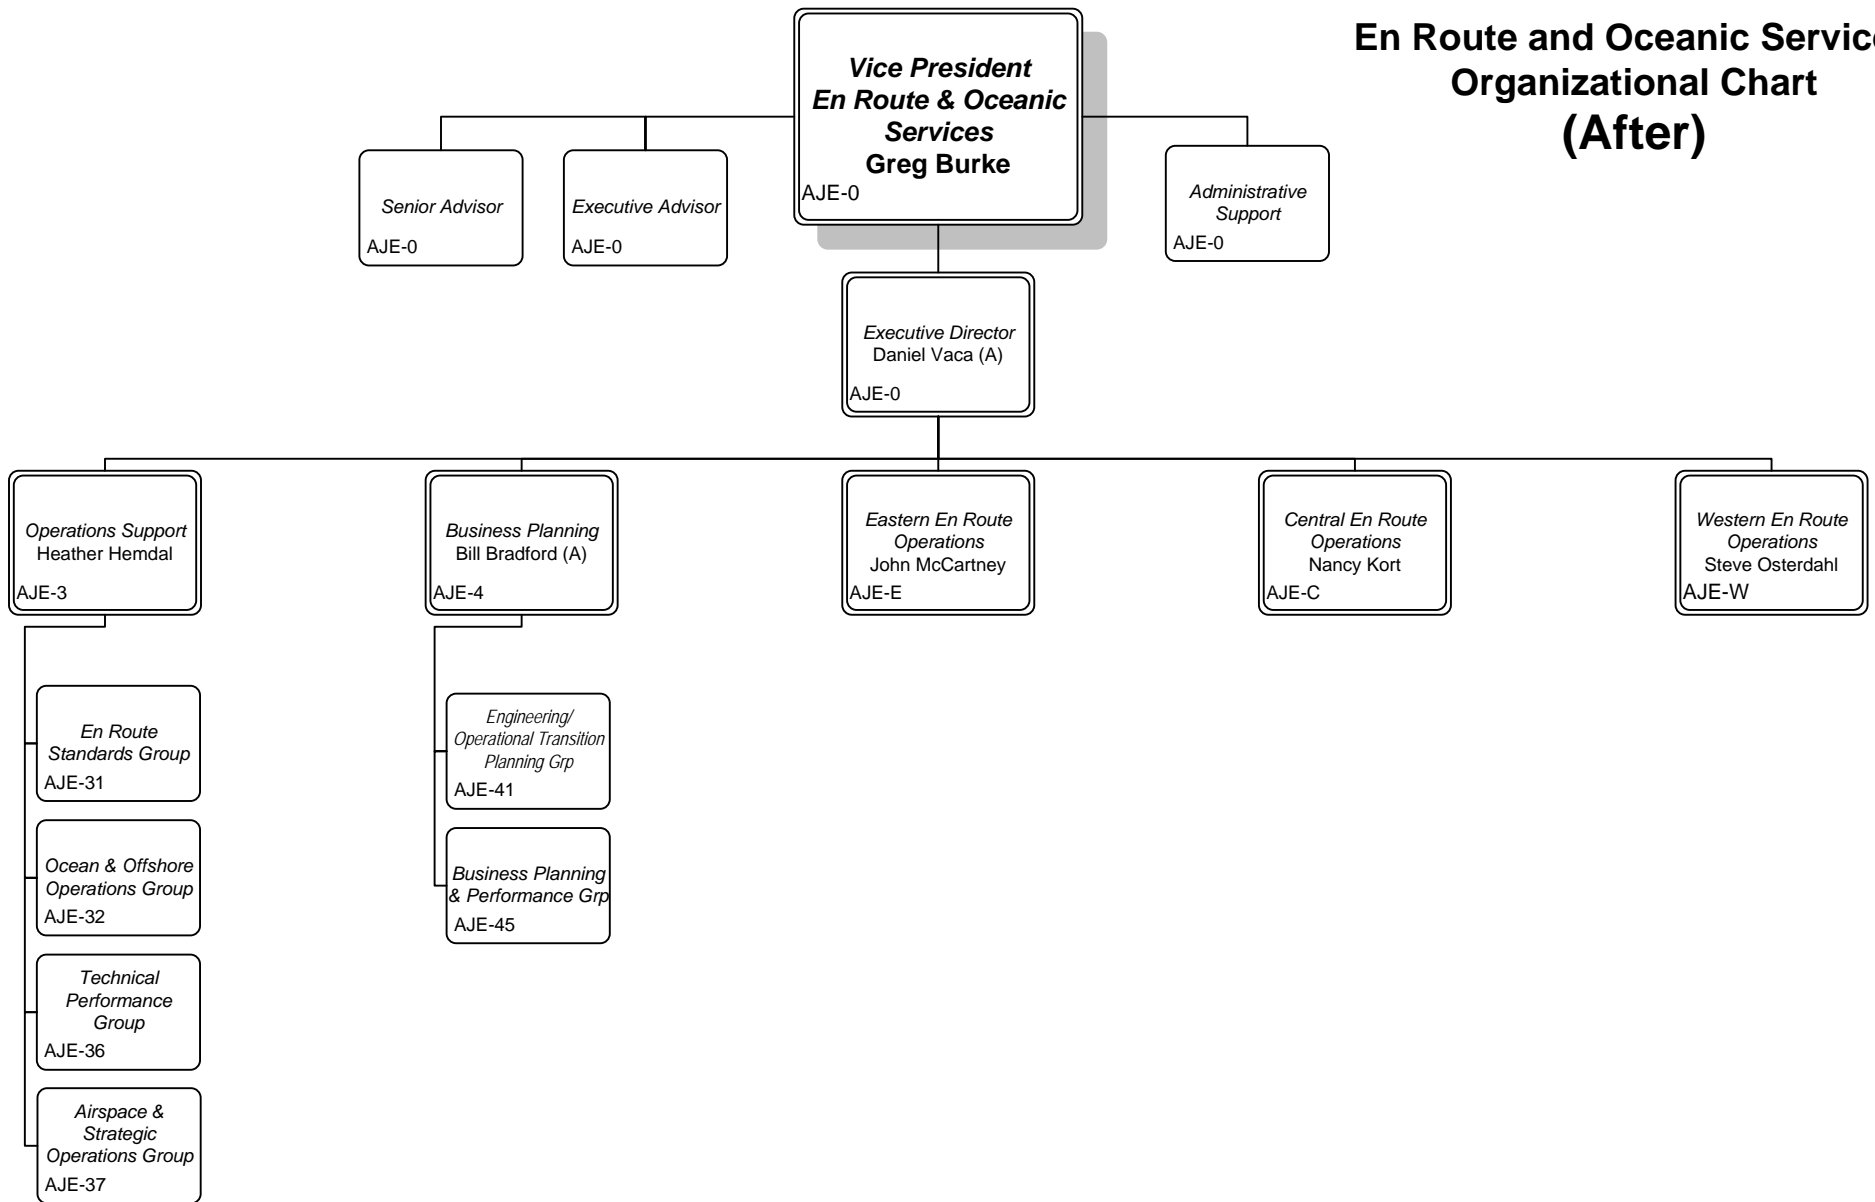 En Route and Oceanic Service
Organizational Chart
(After)
Vice President
En Route & Oceanic
Services
Greg Burke
AJE-0
Senior Advisor
AJE-0
Executive Advisor
AJE-0
Administrative
Support
AJE-0
Executive Director
Daniel Vaca (A)
AJE-0
Operations Support
Heather Hemdal
AJE-3
Business Planning
Bill Bradford (A)
AJE-4
Eastern En Route
Operations
John McCartney
AJE-E
Central En Route
Operations
Nancy Kort
AJE-C
Western En Route
Operations
Steve Osterdahl
AJE-W
En Route
Standards Group
AJE-31
Ocean & Offshore
Operations Group
AJE-32
Technical
Performance
Group
AJE-36
Airspace &
Strategic
Operations Group
AJE-37
Engineering/
Operational Transition
Planning Grp
AJE-41
Business Planning
& Performance Grp
AJE-45